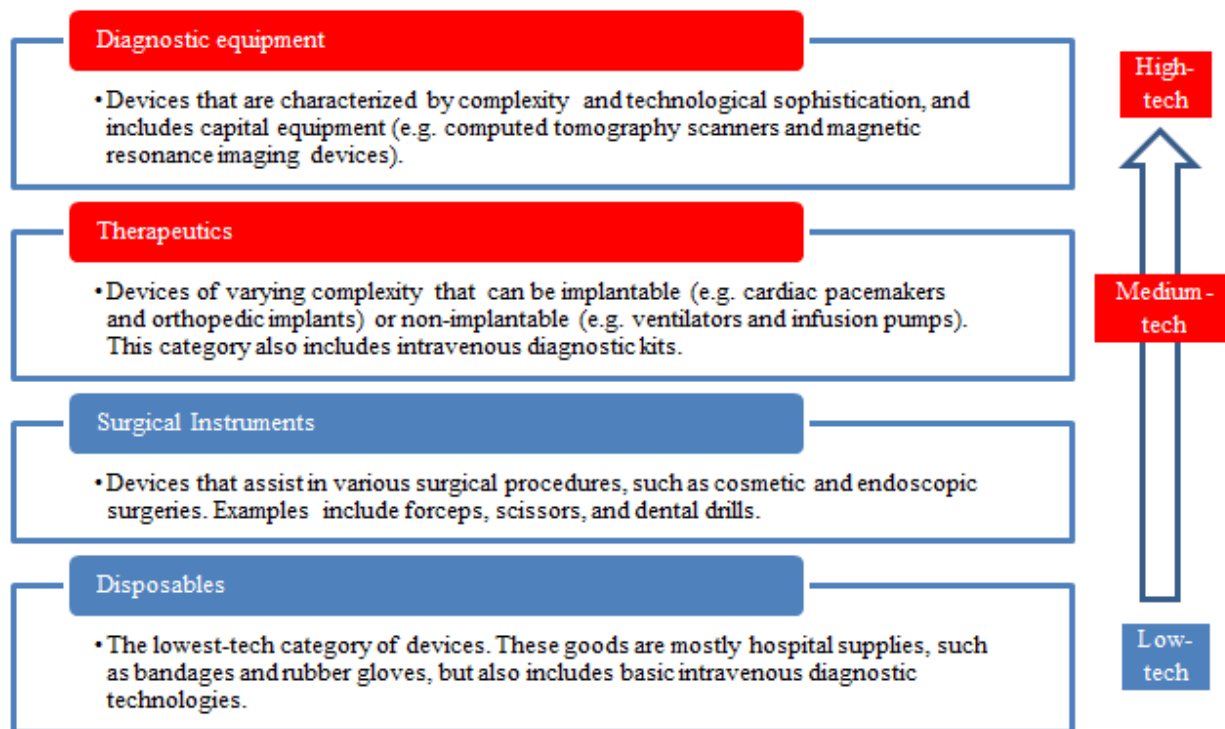 Diagnostic equipment
•Devices that are characterized by complexity and technological sophistication, and
includes capital equipment (e.g. computed tomography scanners and magnetic
resonance imaging devices).
Therapeutics
•Devices of varying complexity that can be implantable (e.g. cardiac pacemakers
and orthopedic implants) or non-implantable (e.g. ventilators and infusion pumps).
This category also includes intravenous diagnostic kits.
Surgical Instruments
•Devices that assist in various surgical procedures, such as cosmetic and endoscopic
surgeries. Examples include forceps, scissors, and dental drills.
Disposables
•The lowest-tech category of devices. These goods are mostly hospital supplies, such
as bandages and rubber gloves, but also includes basic intravenous diagnostic
technologies.
High-
tech
Medium-
tech
Low-
tech